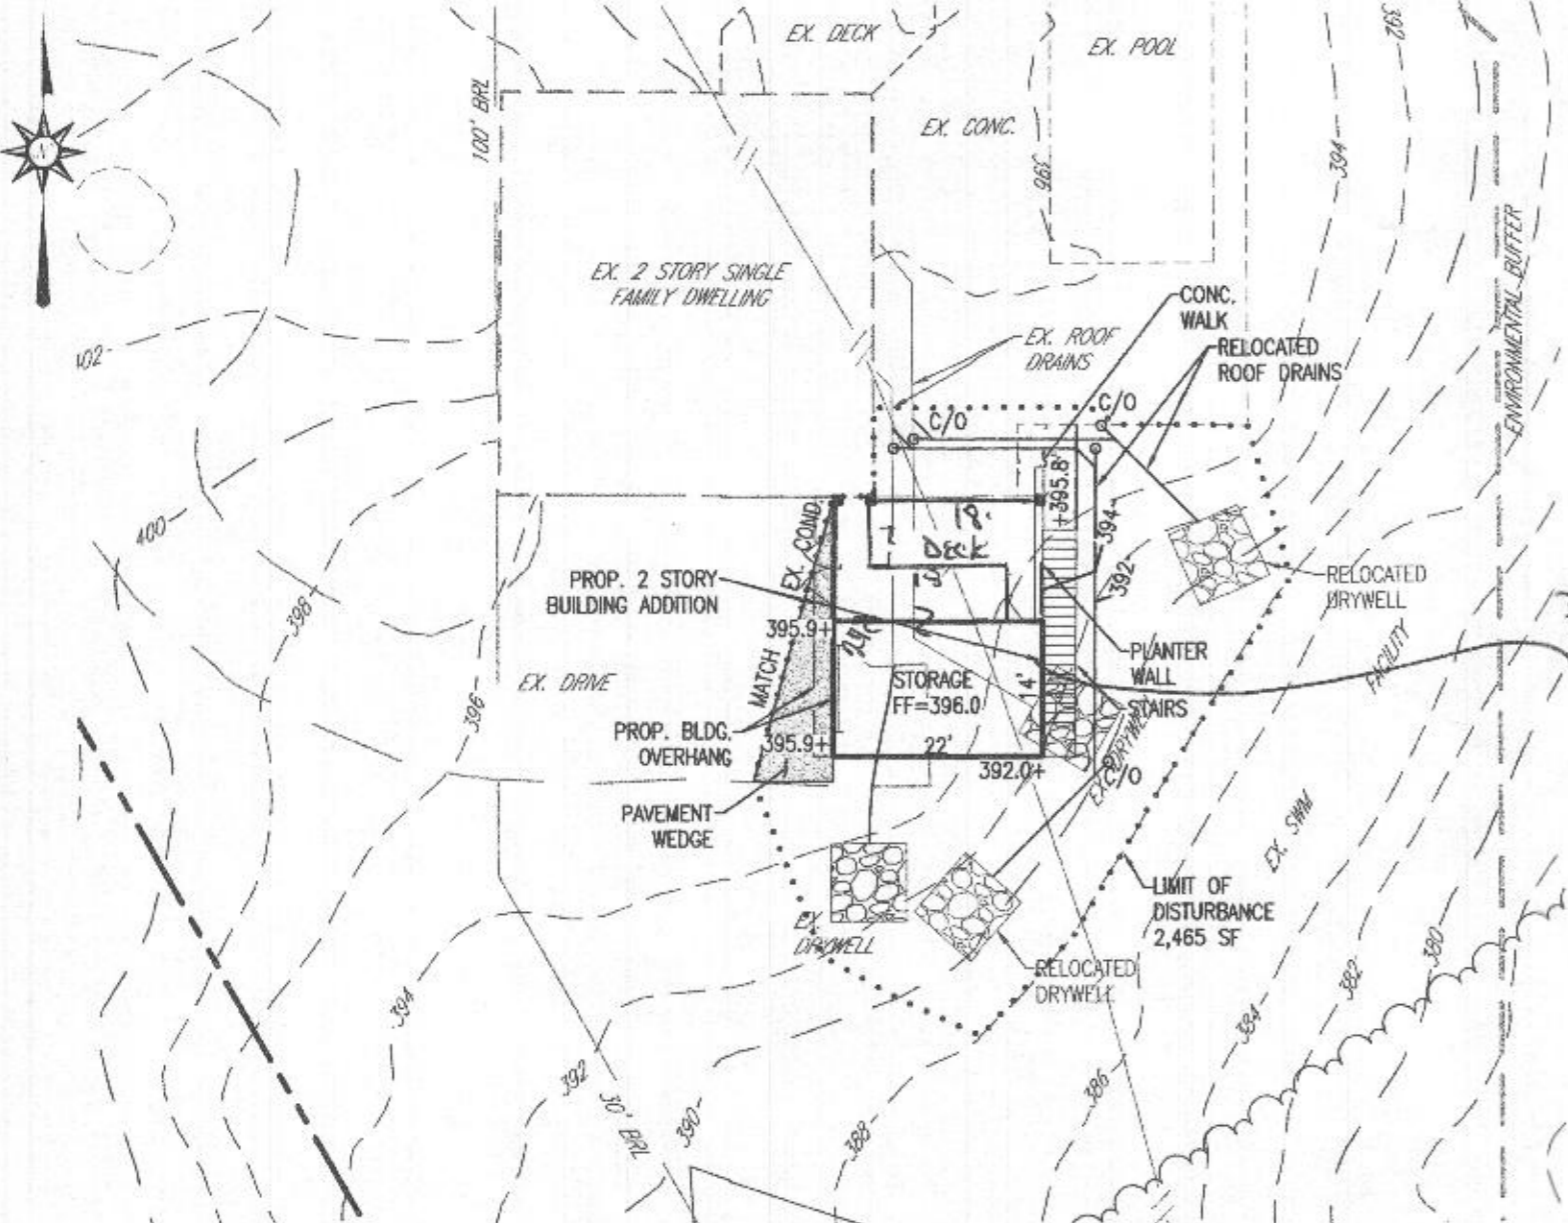 EX. DECK
EX. POOL
392
100' BRL
EX. CONC.
394
396
ENVIRONMENTAL BUFFER
EX. 2 STORY SINGLE
FAMILY DWELLING
CONC.
WALK
EX. ROOF
DRAINS
RELOCATED
ROOF DRAINS
402
C/O
C/O
+395.8'
400
18'
DECK
EX. COND.
MATCH
394
392
PROP. 2 STORY
BUILDING ADDITION
RELOCATED
DRYWELL
398
395.9+
PLANTER
WALL
FACILITY
EX. DRIVE
STORAGE
FF=396.0
14'
STAIRS
396
PROP. BLDG.
OVERHANG
395.9+
22'
392.0+
EX. DRYWELL
C/O
PAVEMENT
WEDGE
EX. SWM
LIMIT OF
DISTURBANCE
2,465 SF
EX.
DRYWELL
RELOCATED
DRYWELL
380
382
394
384
392
386
30' BRL
390
388